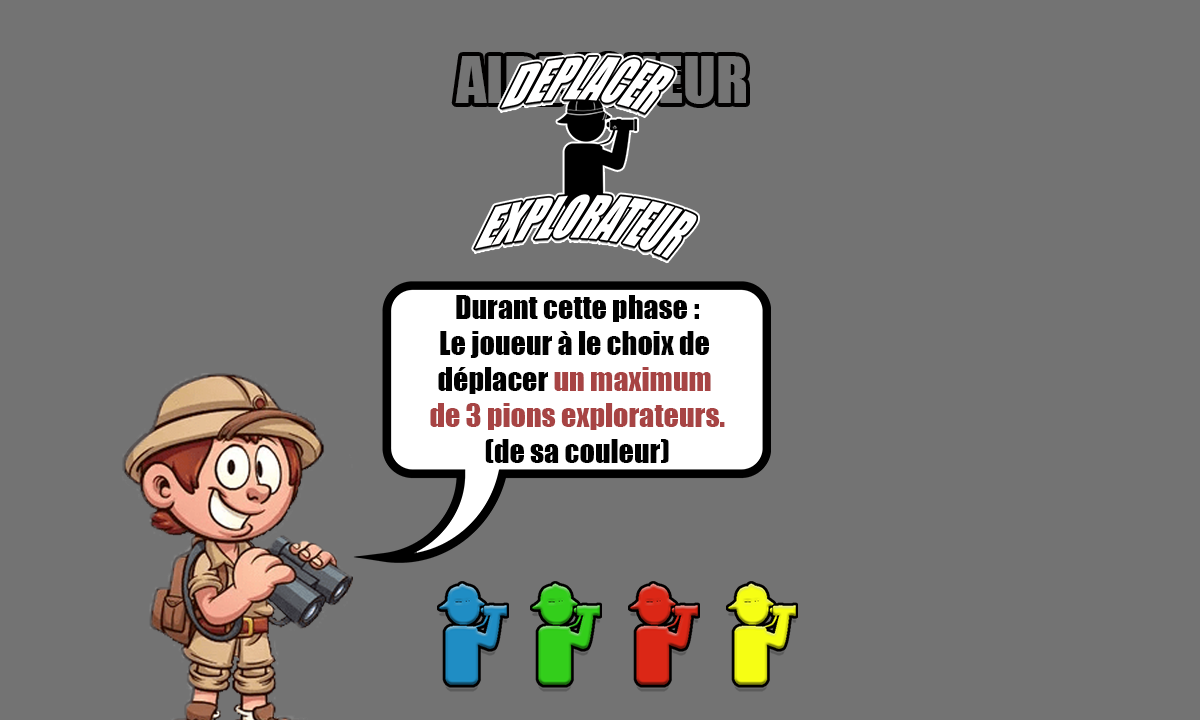 DEPLACER
EXPLORATEUR
Durant cette phase :
Le joueur à le choix de
déplacer un maximum
de 3 pions explorateurs.
(de sa couleur)